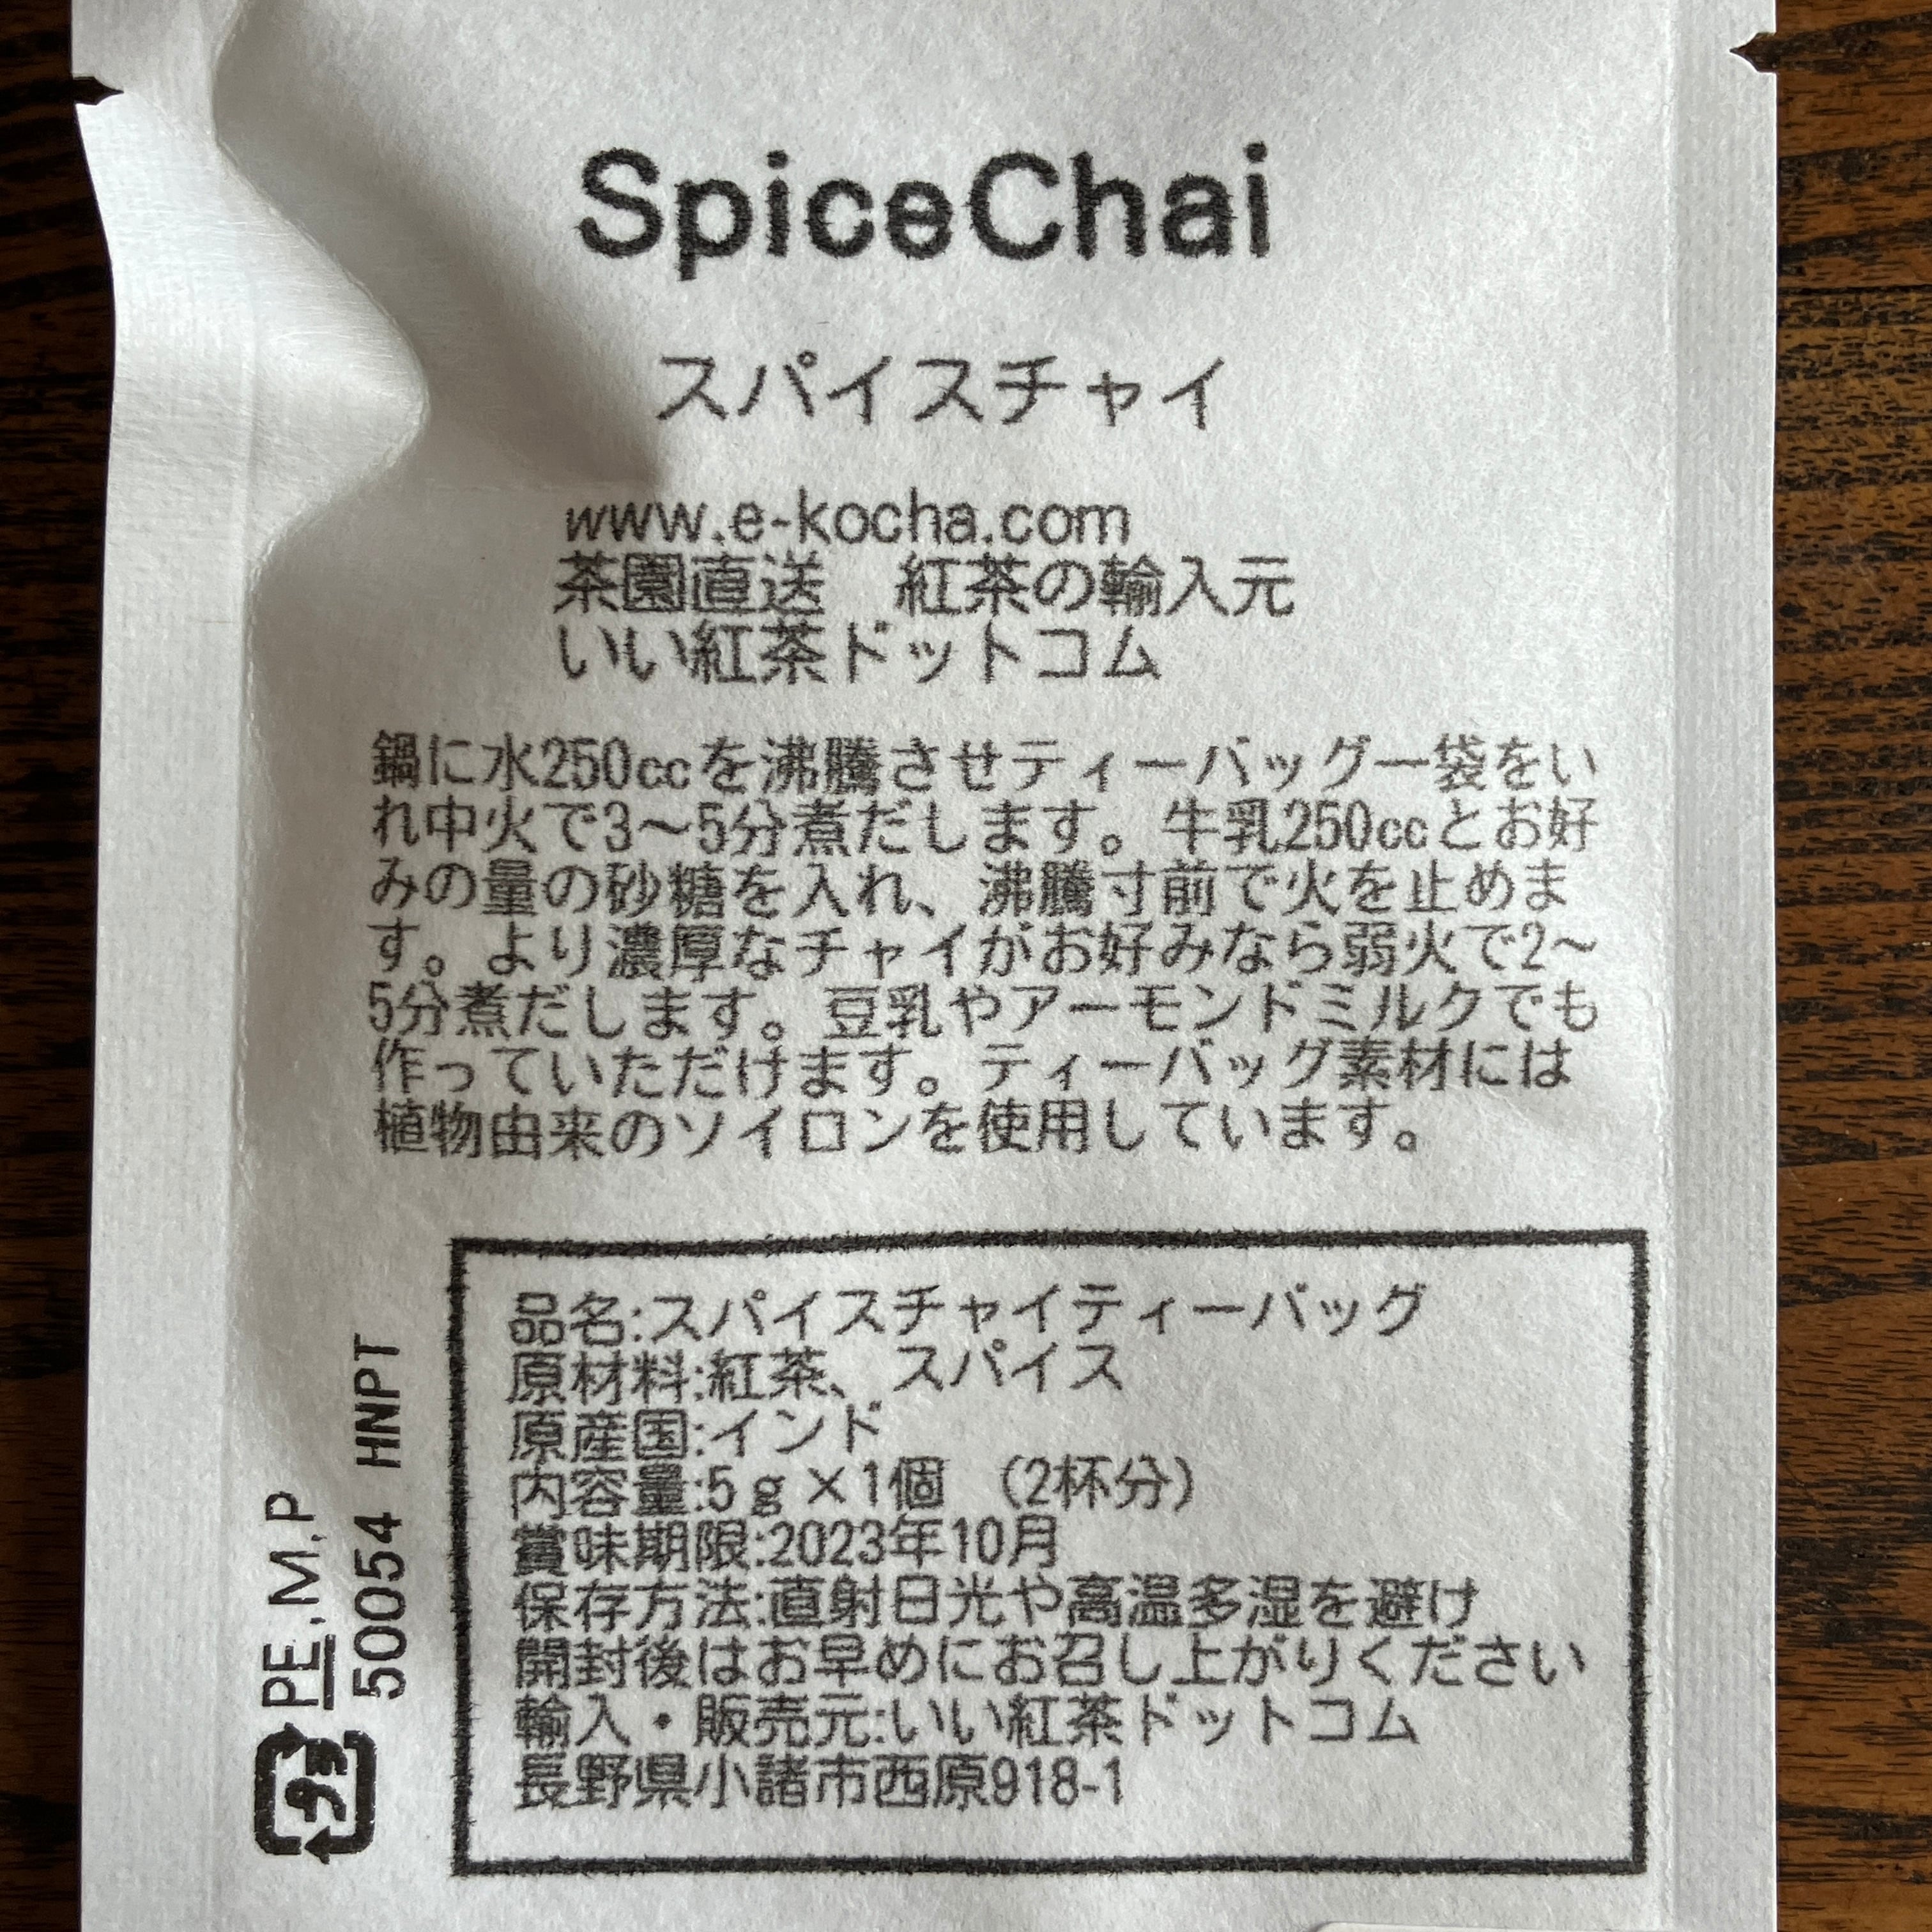 SpiceChai
スパイスチャイ
www.e-kocha.com
茶園直送　紅茶の輸入元
いい紅茶ドットコム
鍋に水250ccを沸騰させティーバッグ一袋をい
れ中火で3〜5分煮だします。牛乳250ccとお好
みの量の砂糖を入れ、沸騰寸前で火を止めま
す。より濃厚なチャイがお好みなら弱火で2〜
5分煮だします。豆乳やアーモンドミルクでも
作っていただけます。ティーバッグ素材には
植物由来のソイロンを使用しています。
品名:スパイスチャイティーバッグ
原材料:紅茶、スパイス
原産国:インド
内容量:5ｇ×1個　（2杯分）
賞味期限:2023年10月
保存方法:直射日光や高温多湿を避け
開封後はお早めにお召し上がりください
輸入・販売元:いい紅茶ドットコム
長野県小諸市西原918-1
プラ PE,M,P
50054 HNPT